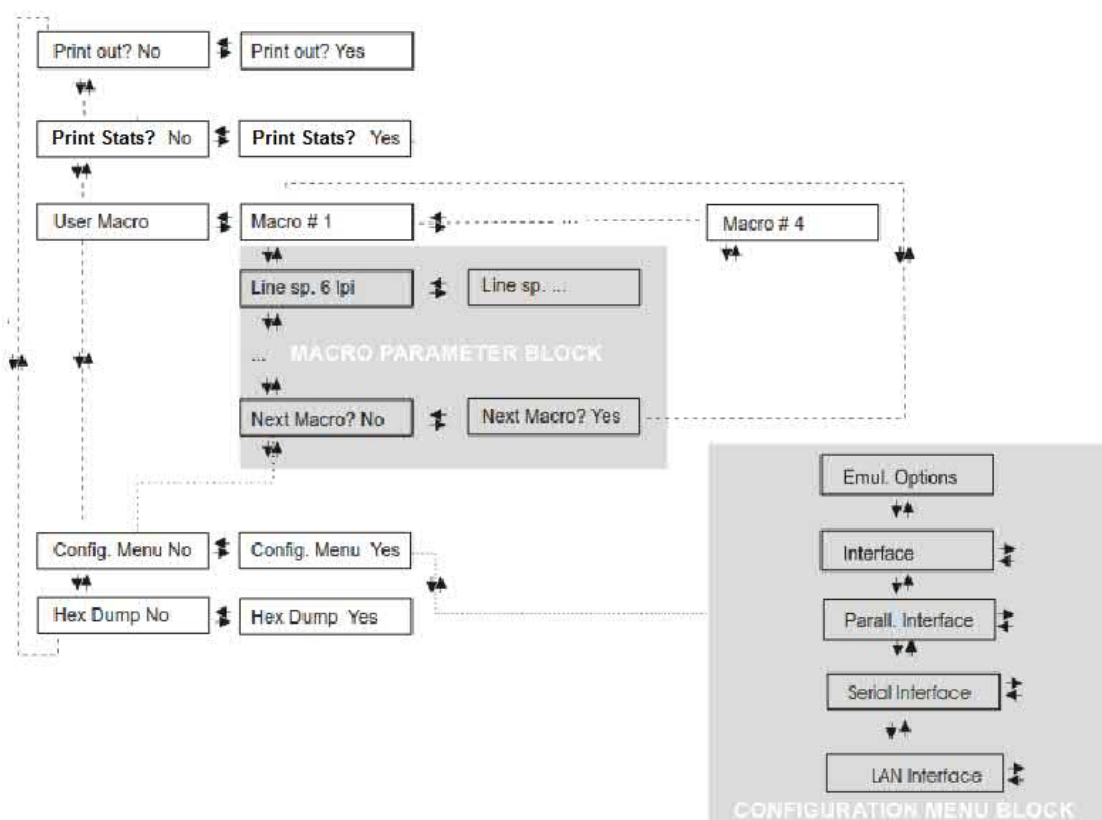 Print out? No
Print out? Yes
Print Stats? No
Print Stats? Yes
User Macro
Macro # 1
...
Macro # 4
Line sp. 6 lpi
Line sp. ...
... MACRO PARAMETER BLOCK
Next Macro? No
Next Macro? Yes
Emul. Options
Config. Menu No
Config. Menu Yes
Interface
Hex Dump No
Hex Dump Yes
Parall. Interface
Serial Interface
LAN Interface
CONFIGURATION MENU BLOCK